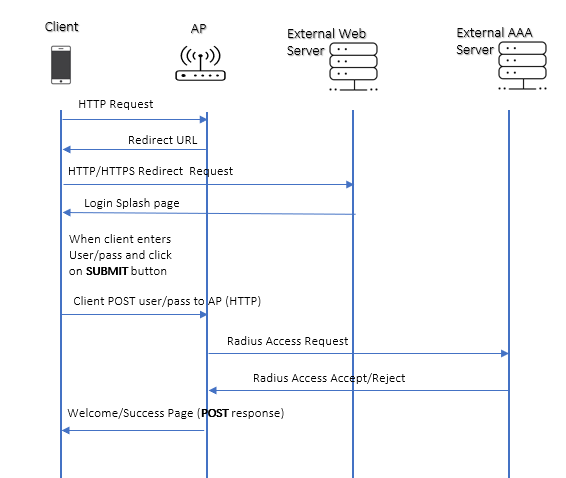 Client
AP
External Web
Server
External AAA
Server
HTTP Request
Redirect URL
HTTP/HTTPS Redirect Request
Login Splash page
When client enters
User/pass and click
on SUBMIT button
Client POST user/pass to AP (HTTP)
Radius Access Request
Radius Access Accept/Reject
Welcome/Success Page (POST response)